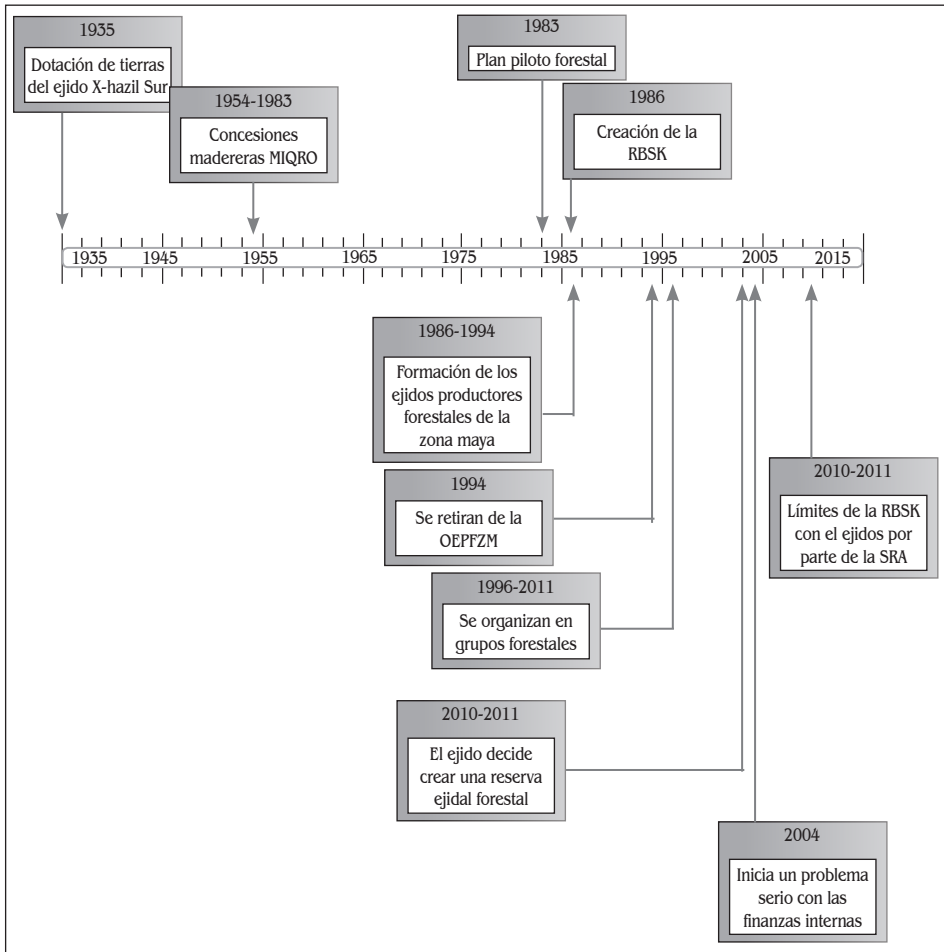 1935
Dotación de tierras
del ejido X-hazil Sur
1954-1983
Concesiones
madereras MIQRO
1983
Plan piloto forestal
1986
Creación de la
RBSK
1935 1945 1955 1965 1975 1985 1995 2005 2015
1986-1994
Formación de los
ejidos productores
forestales de la
zona maya
1994
Se retiran de la
OEPFZM
1996-2011
Se organizan en
grupos forestales
2010-2011
El ejido decide
crear una reserva
ejidal forestal
2010-2011
Límites de la RBSK
con el ejidos por
parte de la SRA
2004
Inicia un problema
serio con las
finanzas internas